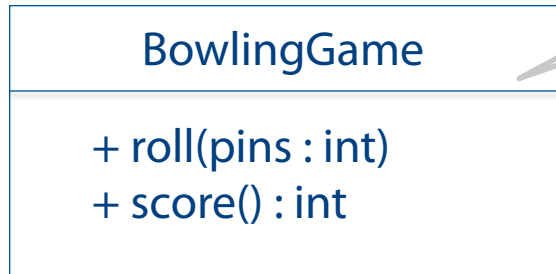 BowlingGame
+ roll(pins : int)
+ score() : int